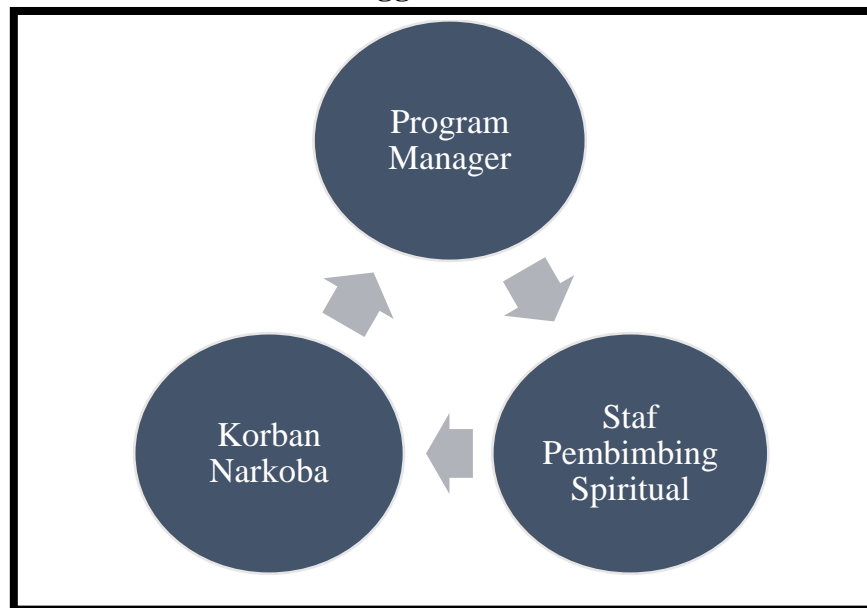 Program
Manager
Korban
Narkoba
Staf
Pembimbing
Spiritual